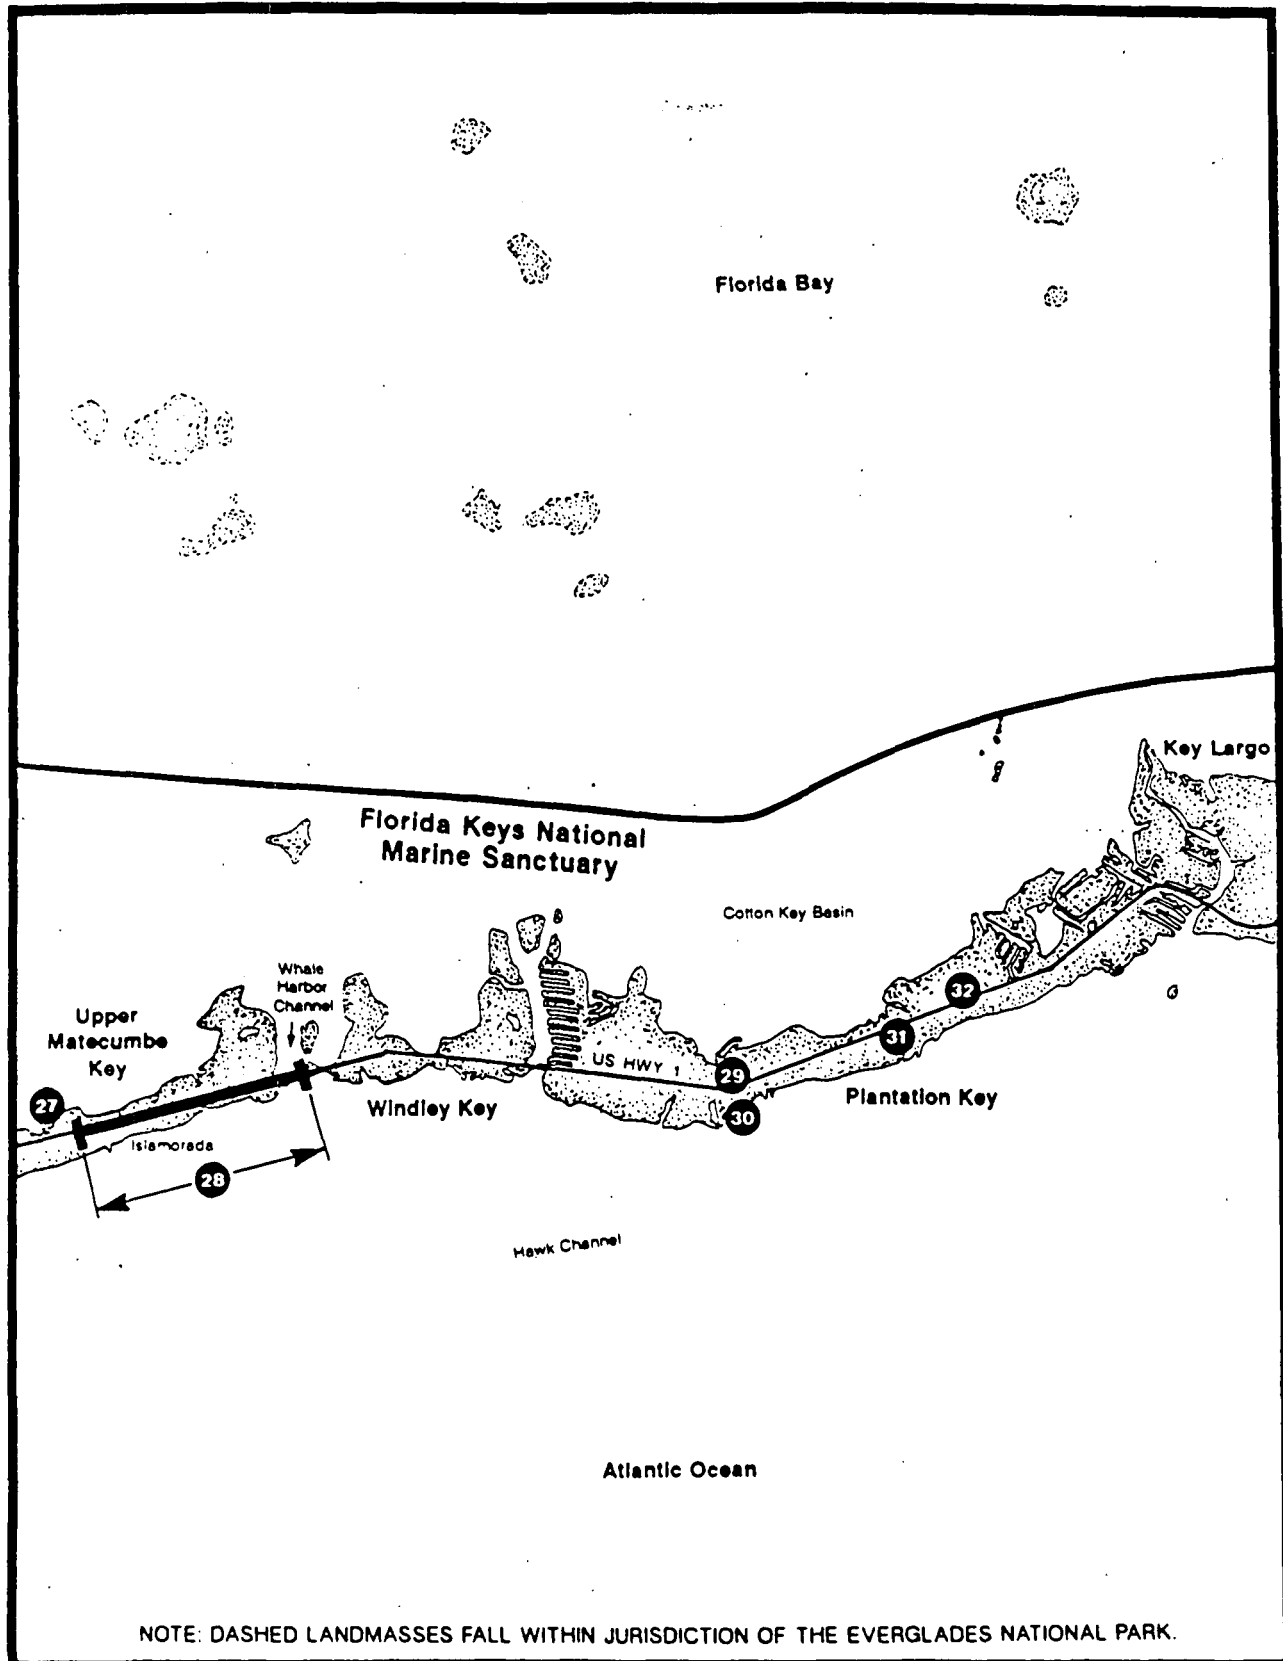 Florida Bay
Key Largo
Florida Keys National
Marine Sanctuary
Cotton Key Basin
Whale
Harbor
Channel
Upper
Matecumbe
Key
32
31
US HWY 1
29
30
27
Windley Key
Plantation Key
Islamorada
28
Hawk Channel
Atlantic Ocean
NOTE: DASHED LANDMASSES FALL WITHIN JURISDICTION OF THE EVERGLADES NATIONAL PARK.